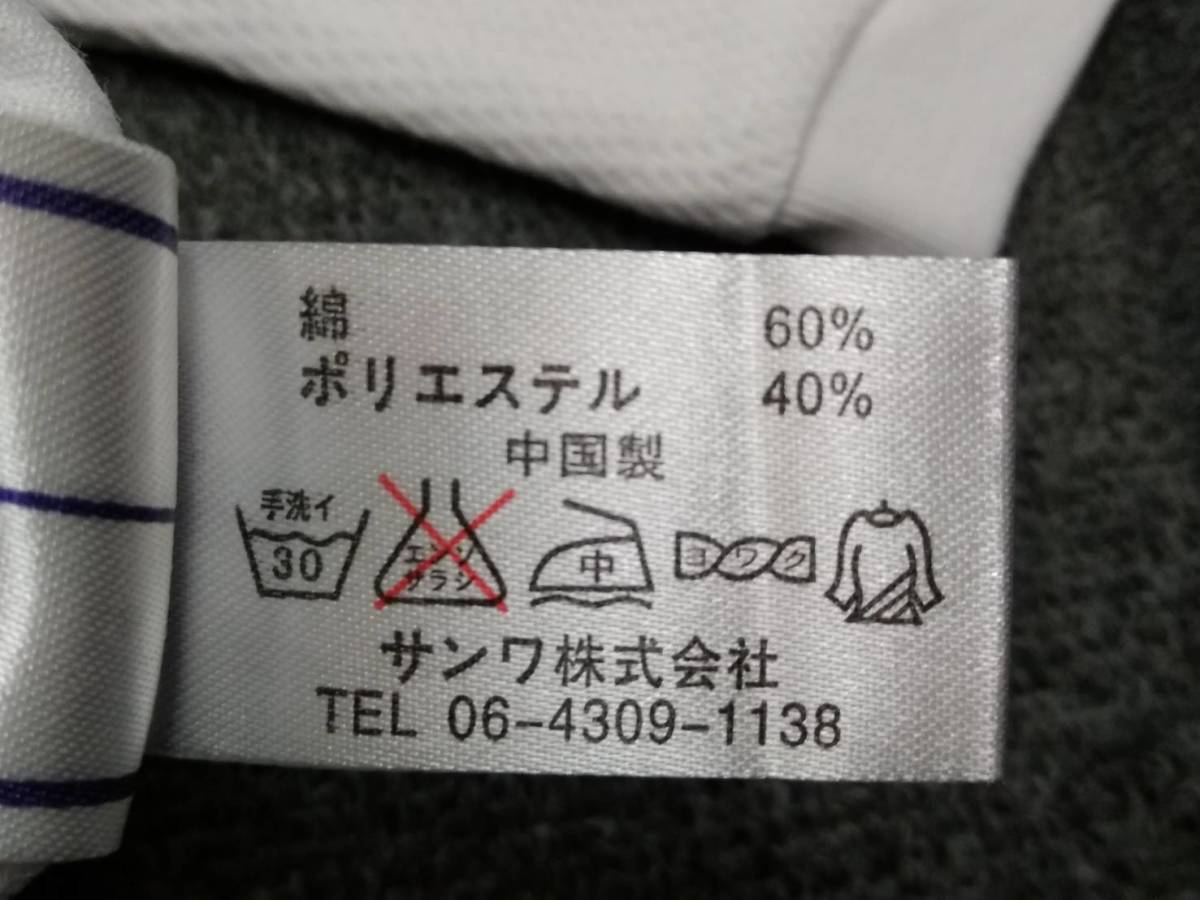 綿 60%
ポリエステル 40%
中国製
手洗イ
30
エンソ
サラシ
中
ヨワク
サンワ株式会社
TEL 06-4309-1138